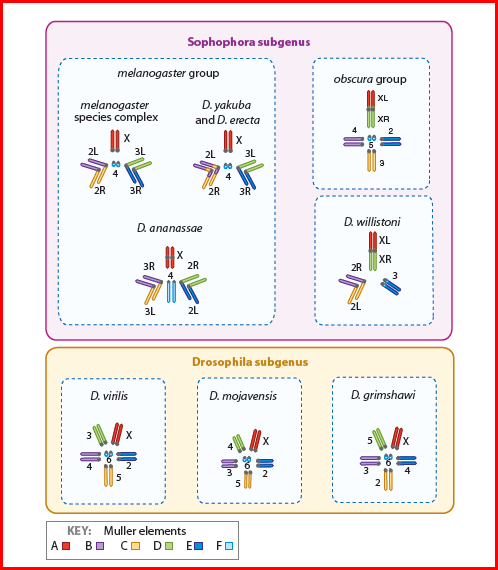 Sophophora subgenus
melanogaster group
melanogaster
species complex
X
2L
3L
4
2R
3R
D. yakuba
and D. erecta
X
2L
3L
4
2R
3R
D. ananassae
X
4
3R
2R
3L
2L
obscura group
XL
XR
4
2
5
3
D. willistoni
XL
XR
2R
3
2L
Drosophila subgenus
D. virilis
3
X
6
4
2
5
D. mojavensis
4
X
6
3
2
5
D. grimshawi
5
X
6
3
4
2
KEY: Muller elements
A B C D E F